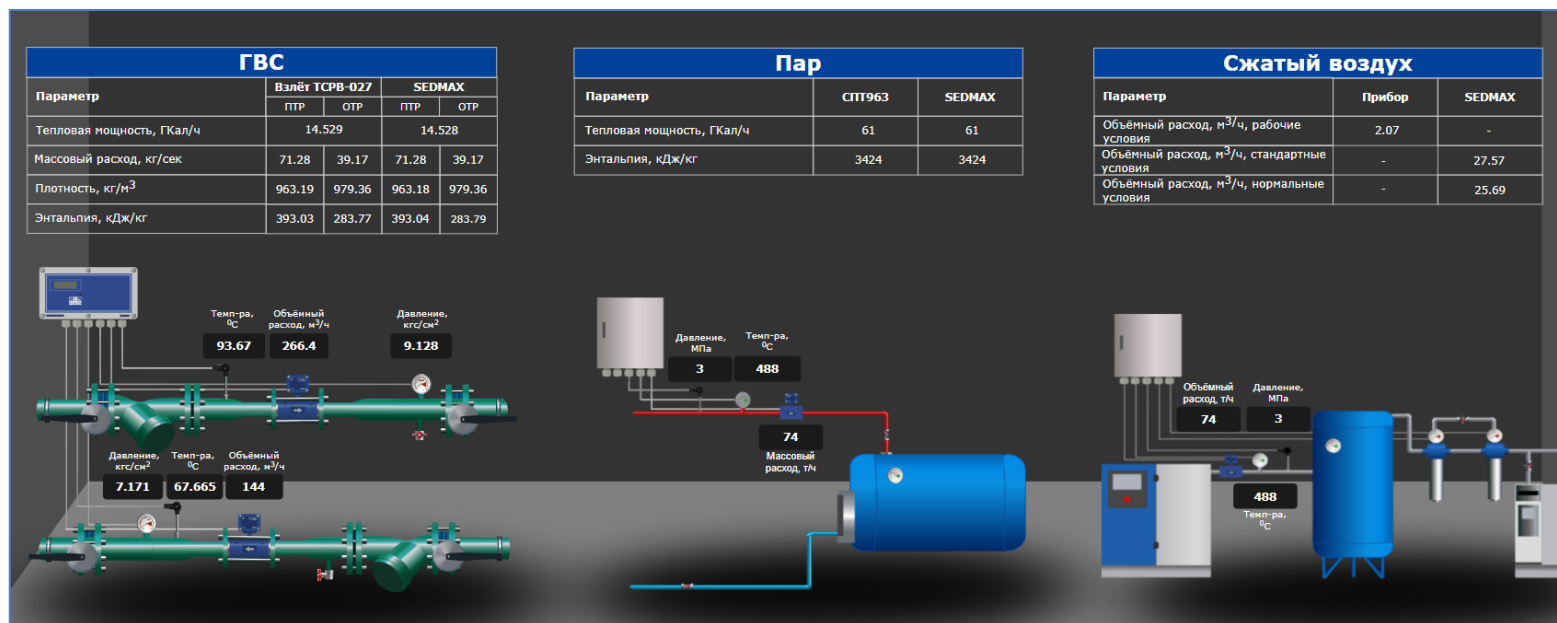 ГВС
Параметр
Взлёт ТСРВ-027
SEDMAX
ПТР
ОТР
ПТР
ОТР
Тепловая мощность, ГКал/ч
14.529
14.528
Массовый расход, кг/сек
71.28
39.17
71.28
39.17
Плотность, кг/м3
963.19
979.36
963.18
979.36
Энтальпия, кДж/кг
393.03
283.77
393.04
283.79
Пар
Параметр
СПТ963
SEDMAX
Тепловая мощность, ГКал/ч
61
61
Энтальпия, кДж/кг
3424
3424
Сжатый воздух
Параметр
Прибор
SEDMAX
Объёмный расход, м3/ч, рабочие
условия
2.07
-
Объёмный расход, м3/ч, стандартные
условия
-
27.57
Объёмный расход, м3/ч, нормальные
условия
-
25.69
Темп-ра,
0С
93.67
Объёмный
расход, м3/ч
266.4
Давление,
кгс/см2
9.128
Давление,
кгс/см2
7.171
Темп-ра,
0С
67.665
Объёмный
расход, м3/ч
144
Давление,
МПа
3
Темп-ра,
0С
488
74
Массовый
расход, т/ч
Объёмный
расход, т/ч
74
Давление,
МПа
3
488
Темп-ра,
0С